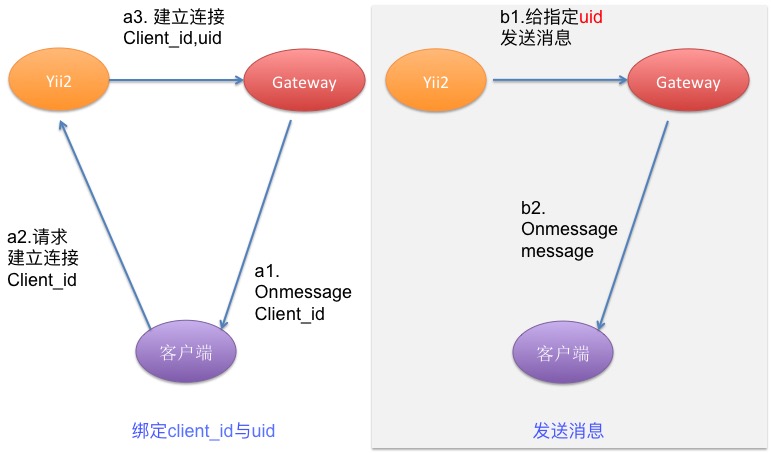 a3. 建立连接
Client_id,uid
Yii2
Gateway
a2.请求
建立连接
Client_id
a1.
Onmessage
Client_id
客户端
绑定client_id与uid
b1.给指定uid
发送消息
Yii2
Gateway
b2.
Onmessage
message
客户端
发送消息